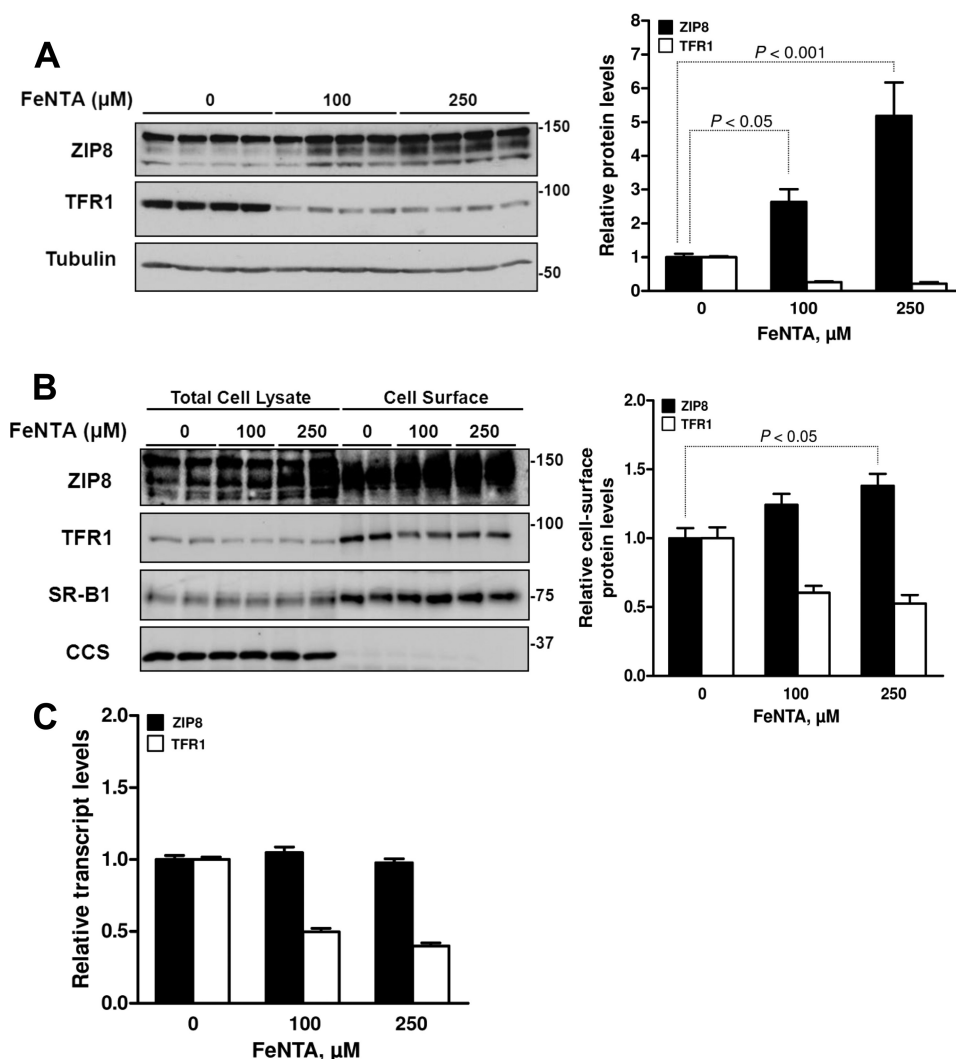 A
FeNTA (µM) 0 100 250
ZIP8
TFR1
Tubulin
-150
-100
-50
ZIP8
TFR1
Relative protein levels
8
7
6
5
4
3
2
1
0
P < 0.001
P < 0.05
0 100 250
FeNTA, µM
B
Total Cell Lysate Cell Surface
FeNTA (µM) 0 100 250 0 100 250
ZIP8
TFR1
SR-B1
CCS
-150
-100
-75
-37
ZIP8
TFR1
Relative cell-surface
protein levels
2.0
1.5
1.0
0.5
0.0
P < 0.05
0 100 250
FeNTA, µM
C
ZIP8
TFR1
Relative transcript levels
2.0
1.5
1.0
0.5
0.0
0 100 250
FeNTA, µM